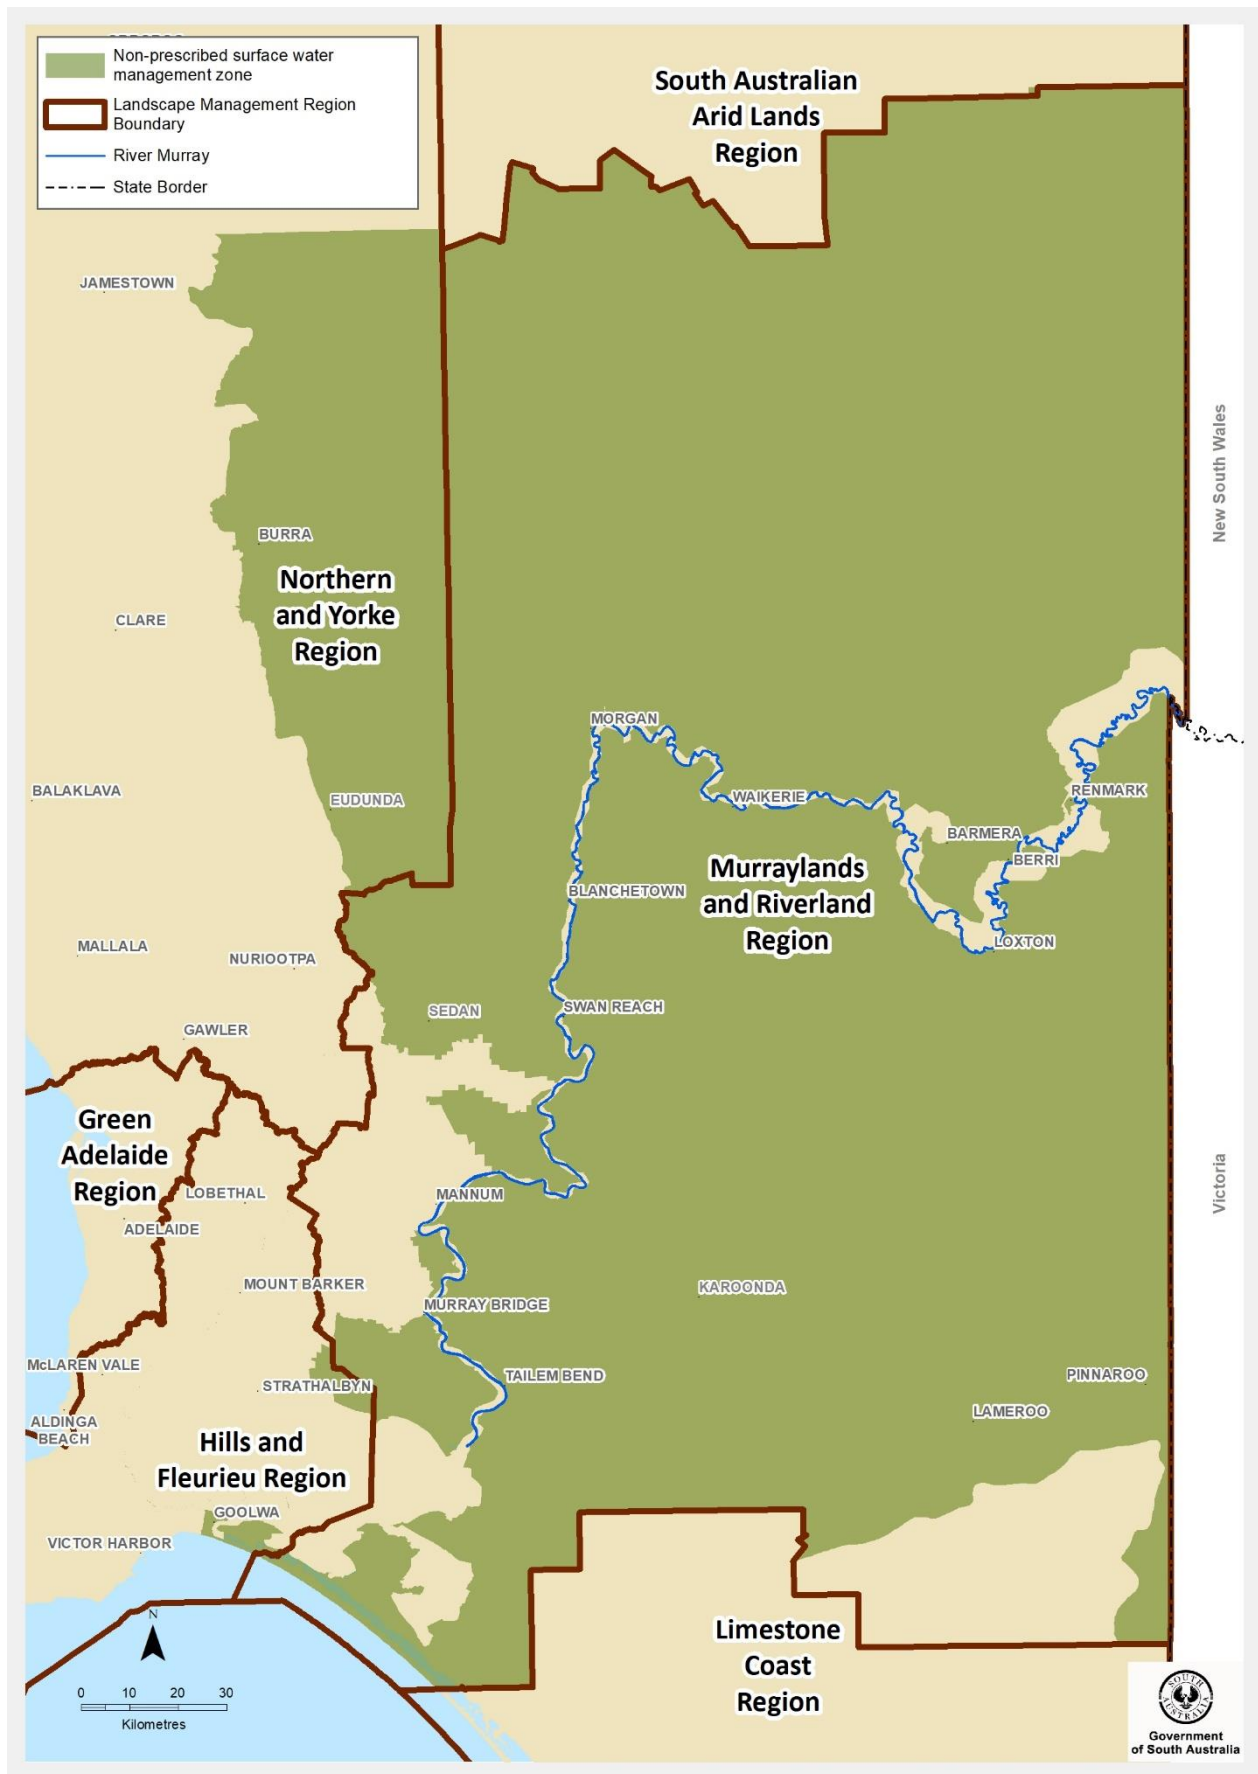 Non-prescribed surface water
management zone
Landscape Management Region
Boundary
River Murray
State Border
South Australian
Arid Lands
Region
JAMESTOWN
New South Wales
BURRA
Northern
and Yorke
Region
CLARE
MORGAN
BALAKLAVA
EUDUNDA
WAIKERIE
RENMARK
BARMERA
BERRI
Murraylands
and Riverland
Region
BLANCHETOWN
MALLALA
NURIOOTPA
LOXTON
SEDAN
SWAN REACH
GAWLER
Green
Adelaide
Region
LOBETHAL
MANNUM
Victoria
ADELAIDE
MOUNT BARKER
KAROONDA
MURRAY BRIDGE
McLAREN VALE
STRATHALBYN
TAILEM BEND
PINNAROO
LAMEROO
ALDINGA
BEACH
Hills and
Fleurieu Region
GOOLWA
VICTOR HARBOR
Limestone
Coast
Region
N
0 10 20 30
Kilometres
SOUTH
AUSTRALIA
Government
of South Australia